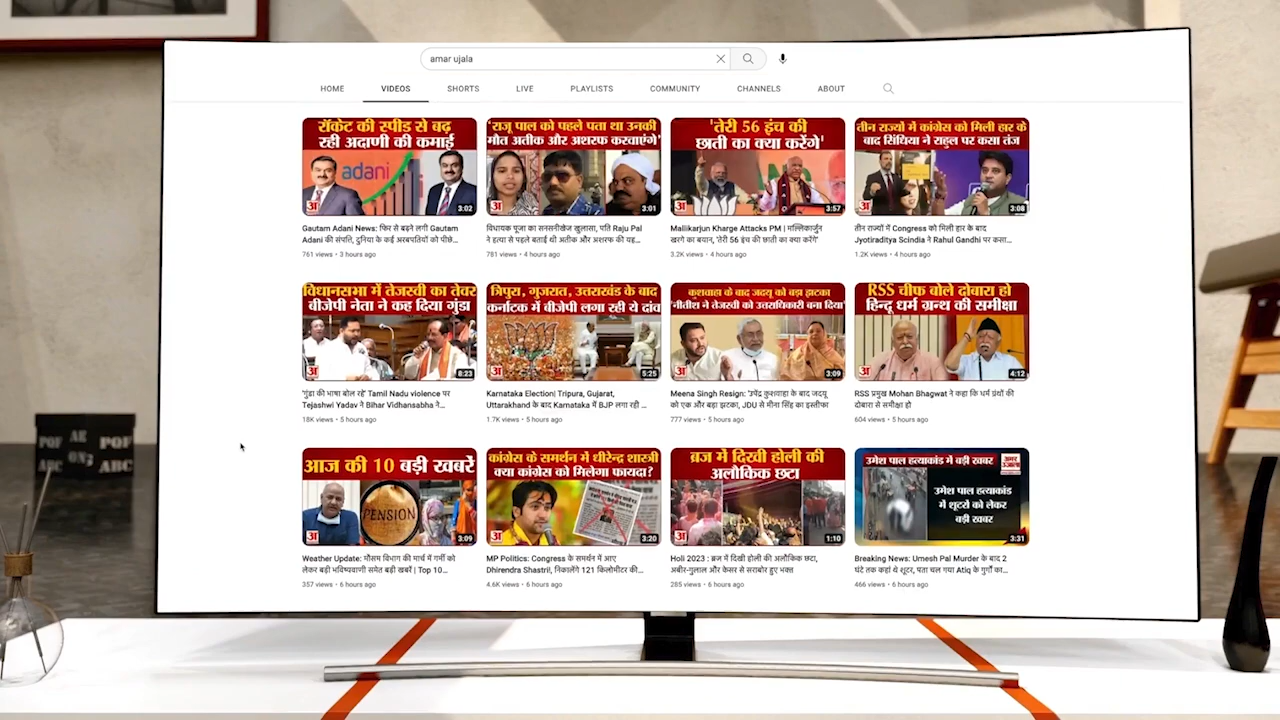 amar ujala
HOME VIDEOS SHORTS LIVE PLAYLISTS COMMUNITY CHANNELS ABOUT
रॉकेट की स्पीड से बढ़
रही अदाणी की कमाई
adani
अ
3:02
Gautam Adani News: फिर से बढ़ने लगी Gautam
Adani की संपत्ति, दुनिया के कई अरबपतियों को पीछे...
761 views • 3 hours ago
'राजू पाल को पहले पता था उनकी
मौत अतीक और अशरफ करवाएंगे'
अ
3:01
विधायक पूजा का सनसनीखेज खुलासा, पति Raju Pal
ने हत्या से पहले बताई थी अतीक और अशरफ की यह...
781 views • 4 hours ago
'तेरी 56 इंच की
छाती का क्या करेंगे'
अ
3:57
Mallikarjun Kharge Attacks PM | मल्लिकार्जुन
खरगे का बयान, 'तेरी 56 इंच की छाती का क्या करेंगे'
3.2K views • 4 hours ago
तीन राज्यों में कांग्रेस को मिली हार के
बाद सिंधिया ने राहुल पर कसा तंज
अ
3:08
तीन राज्यों में Congress को मिली हार के बाद
Jyotiraditya Scindia ने Rahul Gandhi पर कसा...
1.2K views • 4 hours ago
विधानसभा में तेजस्वी का तेवर
बीजेपी नेता ने कह दिया गुंडा
अ
8:23
'गुंडा की भाषा बोल रहे' Tamil Nadu violence पर
Tejashwi Yadav ने Bihar Vidhansabha ने...
18K views • 5 hours ago
त्रिपुरा, गुजरात, उत्तराखंड के बाद
कर्नाटक में बीजेपी लगा रही ये दांव
अ
5:25
Karnataka Election| Tripura, Gujarat,
Uttarakhand के बाद Karnataka में BJP लगा रही ...
1.7K views • 5 hours ago
कुशवाहा के बाद जदयू को बड़ा झटका
'नीतीश ने तेजस्वी को उत्तराधिकारी बना दिया'
अ
3:09
Meena Singh Resign: 'उपेंद्र कुशवाहा के बाद जदयू
को एक और बड़ा झटका, JDU से मीना सिंह का इस्तीफा
777 views • 5 hours ago
RSS चीफ बोले दोबारा हो
हिन्दू धर्म ग्रन्थ की समीक्षा
अ
4:12
RSS प्रमुख Mohan Bhagwat ने कहा कि धर्म ग्रंथों की
दोबारा से समीक्षा हो
604 views • 5 hours ago
आज की 10 बड़ी खबरें
PENSION
अ
3:09
Weather Update: मौसम विभाग की मार्च में गर्मी को
लेकर बड़ी भविष्यवाणी समेत बड़ी खबरें | Top 10...
357 views • 6 hours ago
कांग्रेस के समर्थन में धीरेन्द्र शास्त्री
क्या कांग्रेस को मिलेगा फायदा?
अ
3:20
MP Politics: Congress के समर्थन में आए
Dhirendra Shastri!, निकालेंगे 121 किलोमीटर की...
4.6K views • 6 hours ago
ब्रज में दिखी होली की
अलौकिक छटा
अ
1:10
Holi 2023 : ब्रज में दिखी होली की अलौकिक छटा,
अबीर-गुलाल और केसर से सराबोर हुए भक्त
285 views • 6 hours ago
उमेश पाल हत्याकांड में बड़ी खबर
अमर उजाला
उमेश पाल हत्याकांड
में शूटरों को लेकर
बड़ी खबर
3:31
Breaking News: Umesh Pal Murder के बाद 2
घंटे तक कहां थे शूटर, पता चल गया Atiq के गुर्गों का...
466 views • 6 hours ago
PQF
ABC
PQF
ABC